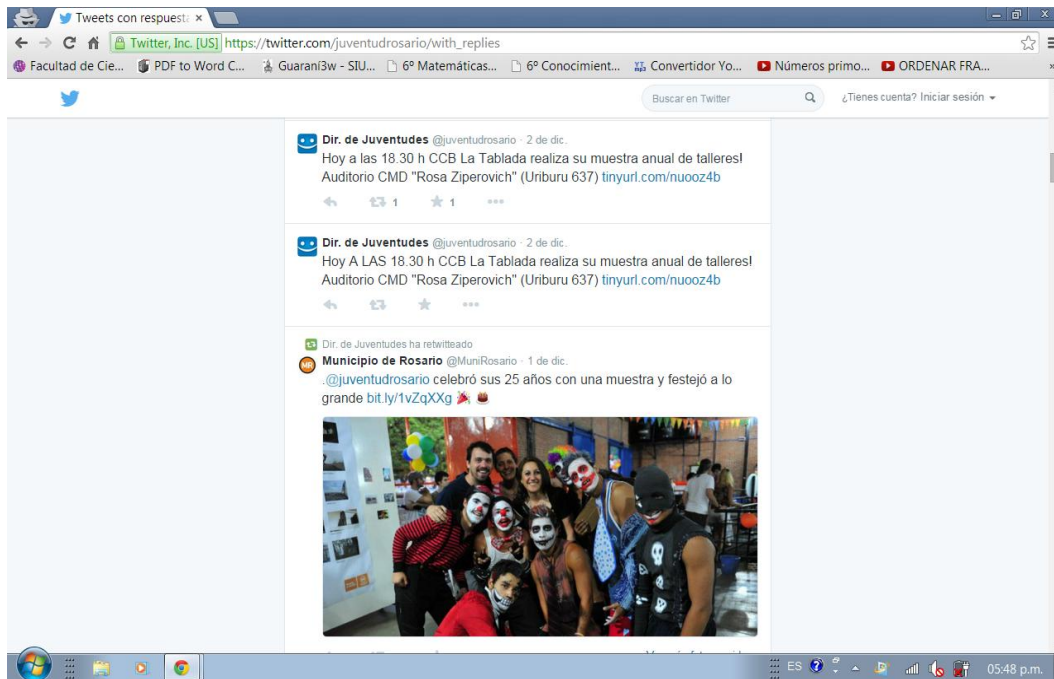 Tweets con respuesta
Twitter, Inc. [US] https://twitter.com/juventudrosario/with_replies
Facultad de Cie... PDF to Word C... Guaraní3w - SIU... 6º Matemáticas... 6º Conocimient... Convertidor Yo... Números primo... ORDENAR FRA...
Buscar en Twitter ¿Tienes cuenta? Iniciar sesión
Dir. de Juventudes @juventudrosario · 2 de dic.
Hoy a las 18.30 h CCB La Tablada realiza su muestra anual de talleres!
Auditorio CMD "Rosa Ziperovich" (Uriburu 637) tinyurl.com/nuooz4b
1 1
Dir. de Juventudes @juventudrosario · 2 de dic.
Hoy A LAS 18.30 h CCB La Tablada realiza su muestra anual de talleres!
Auditorio CMD "Rosa Ziperovich" (Uriburu 637) tinyurl.com/nuooz4b
Dir. de Juventudes ha retwitteado
Municipio de Rosario @MuniRosario · 1 de dic.
.@juventudrosario celebró sus 25 años con una muestra y festejó a lo
grande bit.ly/1vZqXXg
ES 05:48 p.m.